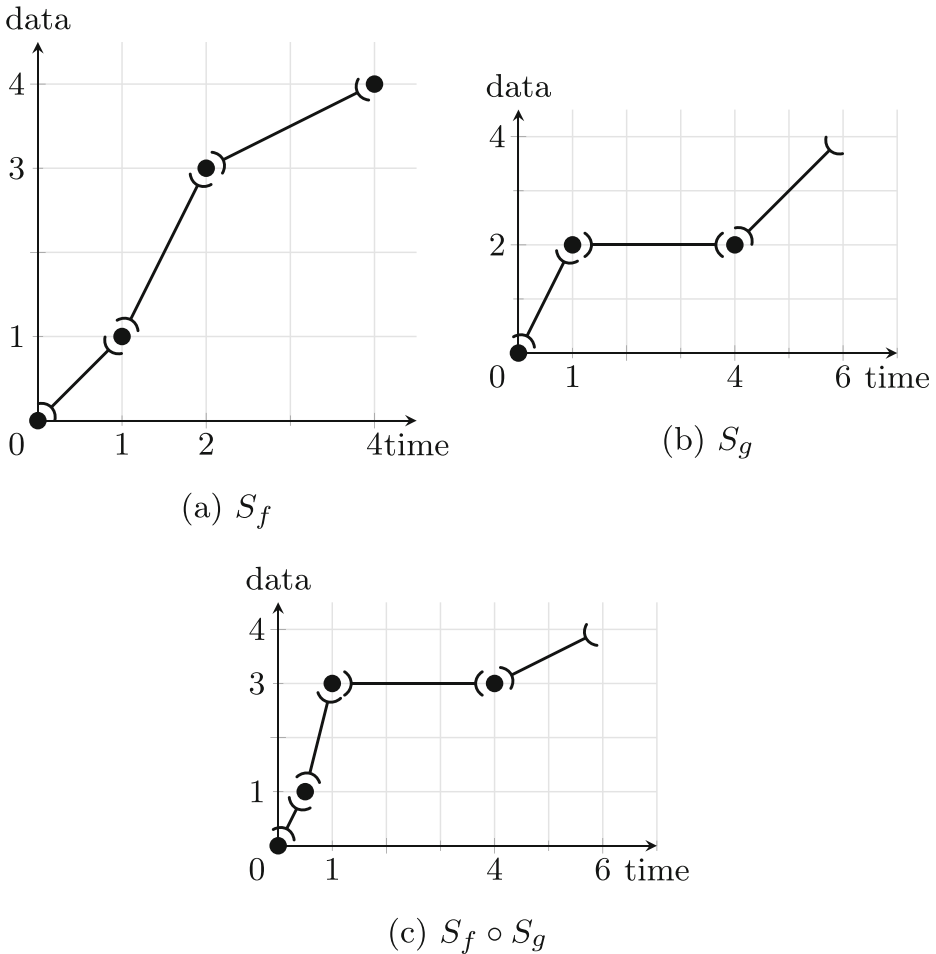 data
4
3
1
0 1 2 4time
(a) S_f
data
4
2
0 1 4 6 time
(b) S_g
data
4
3
1
0 1 4 6 time
(c) S_f ∘ S_g